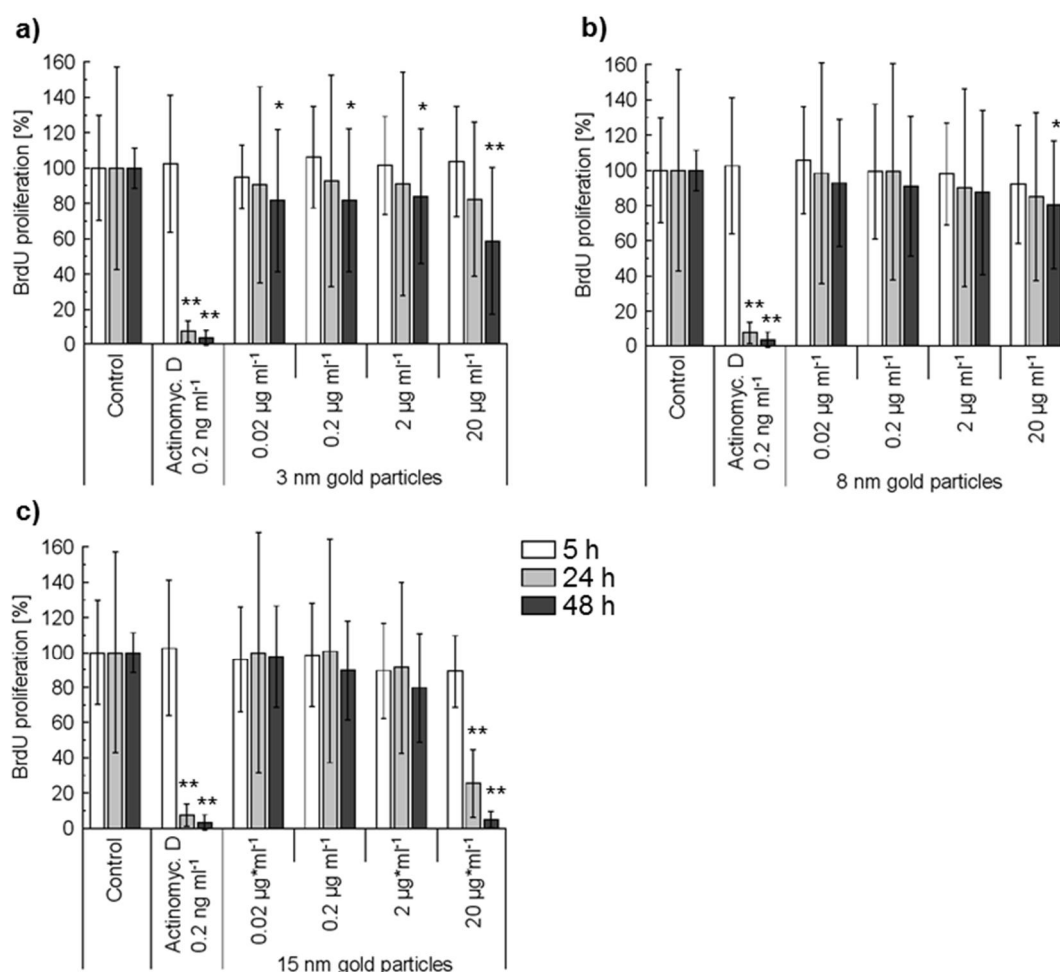 a)
BrdU proliferation [%]
160
140
120
100
80
60
40
20
0
*
*
*
**
**
**
Control
Actinomyc. D
0.2 ng ml⁻¹
0.02 µg ml⁻¹
0.2 µg ml⁻¹
2 µg ml⁻¹
20 µg ml⁻¹
3 nm gold particles
b)
BrdU proliferation [%]
160
140
120
100
80
60
40
20
0
*
**
**
Control
Actinomyc. D
0.2 ng ml⁻¹
0.02 µg ml⁻¹
0.2 µg ml⁻¹
2 µg ml⁻¹
20 µg ml⁻¹
8 nm gold particles
c)
BrdU proliferation [%]
160
140
120
100
80
60
40
20
0
**
**
**
**
Control
Actinomyc. D
0.2 ng ml⁻¹
0.02 µg*ml⁻¹
0.2 µg ml⁻¹
2 µg*ml⁻¹
20 µg*ml⁻¹
15 nm gold particles
5 h
24 h
48 h